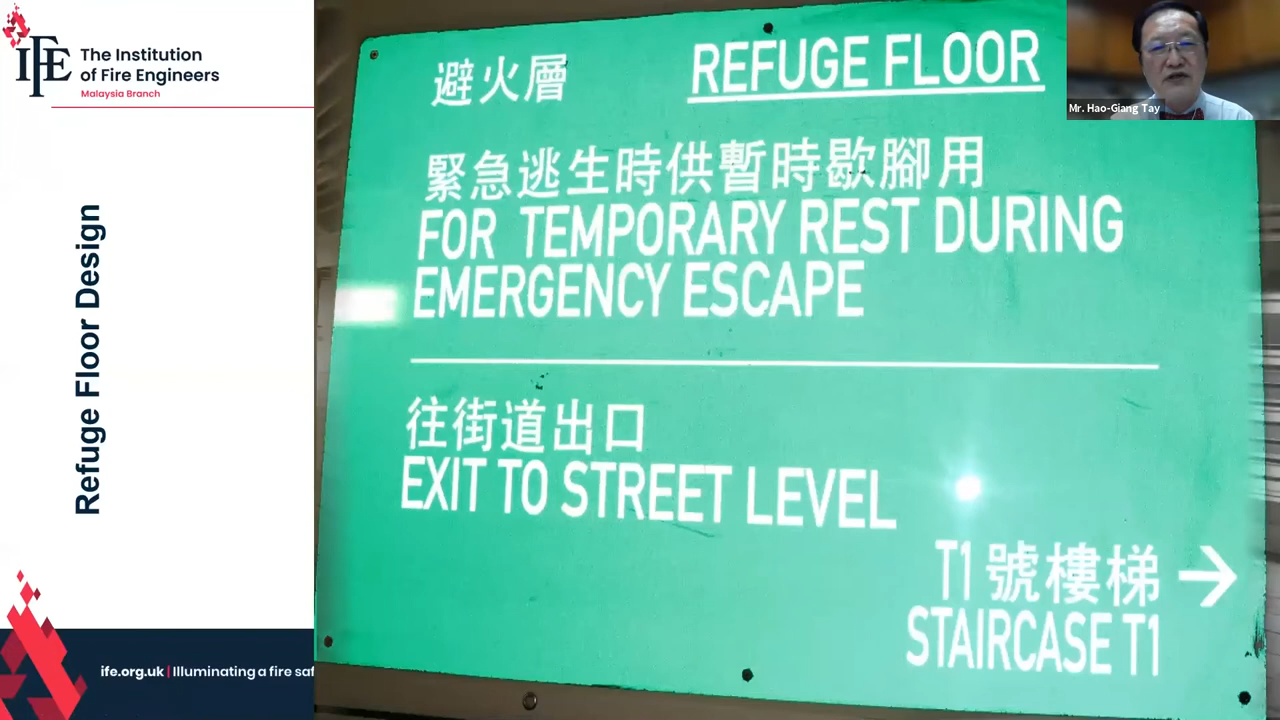 IFE The Institution
of Fire Engineers
Malaysia Branch
Refuge Floor Design
ife.org.uk | Illuminating a fire saf
避火層 REFUGE FLOOR
緊急逃生時供暫時歇腳用
FOR TEMPORARY REST DURING
EMERGENCY ESCAPE
往街道出口
EXIT TO STREET LEVEL
T1 號樓梯
STAIRCASE T1
Mr. Hao-Giang Tay